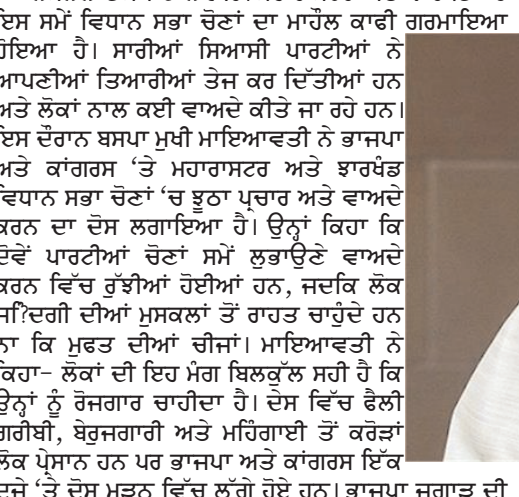 ਇਸ ਸਮੇਂ ਵਿਧਾਨ ਸਭਾ ਚੋਣਾਂ ਦਾ ਮਾਹੌਲ ਕਾਫੀ ਗਰਮਾਇਆ
ਹੋਇਆ ਹੈ। ਸਾਰੀਆਂ ਸਿਆਸੀ ਪਾਰਟੀਆਂ ਨੇ
ਆਪਣੀਆਂ ਤਿਆਰੀਆਂ ਤੇਜ ਕਰ ਦਿੱਤੀਆਂ ਹਨ
ਅਤੇ ਲੋਕਾਂ ਨਾਲ ਕਈ ਵਾਅਦੇ ਕੀਤੇ ਜਾ ਰਹੇ ਹਨ।
ਇਸ ਦੌਰਾਨ ਬਸਪਾ ਮੁਖੀ ਮਾਇਆਵਤੀ ਨੇ ਭਾਜਪਾ
ਅਤੇ ਕਾਂਗਰਸ ‘ਤੇ ਮਹਾਰਾਸਟਰ ਅਤੇ ਝਾਰਖੰਡ
ਵਿਧਾਨ ਸਭਾ ਚੋਣਾਂ ‘ਚ ਝੂਠਾ ਪ੍ਰਚਾਰ ਅਤੇ ਵਾਅਦੇ
ਕਰਨ ਦਾ ਦੋਸ ਲਗਾਇਆ ਹੈ। ਉਨ੍ਹਾਂ ਕਿਹਾ ਕਿ
ਦੋਵੇਂ ਪਾਰਟੀਆਂ ਚੋਣਾਂ ਸਮੇਂ ਲੁਭਾਉਣੇ ਵਾਅਦੇ
ਕਰਨ ਵਿੱਚ ਰੁੱਝੀਆਂ ਹੋਈਆਂ ਹਨ, ਜਦਕਿ ਲੋਕ
ਜ?ਿੰਦਗੀ ਦੀਆਂ ਮੁਸਕਲਾਂ ਤੋਂ ਰਾਹਤ ਚਾਹੁੰਦੇ ਹਨ
ਨਾ ਕਿ ਮੁਫਤ ਦੀਆਂ ਚੀਜਾਂ। ਮਾਇਆਵਤੀ ਨੇ
ਕਿਹਾ- ਲੋਕਾਂ ਦੀ ਇਹ ਮੰਗ ਬਿਲਕੁੱਲ ਸਹੀ ਹੈ ਕਿ
ਉਨ੍ਹਾਂ ਨੂੰ ਰੋਜਗਾਰ ਚਾਹੀਦਾ ਹੈ। ਦੇਸ ਵਿੱਚ ਫੈਲੀ
ਗਰੀਬੀ, ਬੇਰੁਜਗਾਰੀ ਅਤੇ ਮਹਿੰਗਾਈ ਤੋਂ ਕਰੋੜਾਂ
ਲੋਕ ਪ੍ਰੇਸਾਨ ਹਨ ਪਰ ਭਾਜਪਾ ਅਤੇ ਕਾਂਗਰਸ ਇੱਕ
ਦੂਜੇ ‘ਤੇ ਦੋਸ ਮੜਨ ਵਿੱਚ ਲੱਗੇ ਹੋਏ ਹਨ। ਭਾਜਪਾ ਜੁਗਾੜ ਦੀ